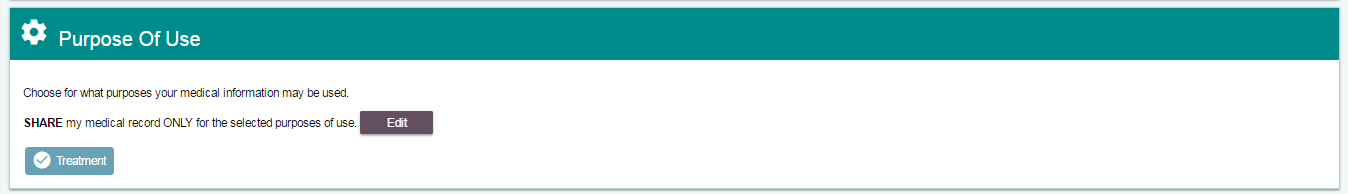 Purpose Of Use
Choose for what purposes your medical information may be used.
SHARE my medical record ONLY for the selected purposes of use. Edit
Treatment